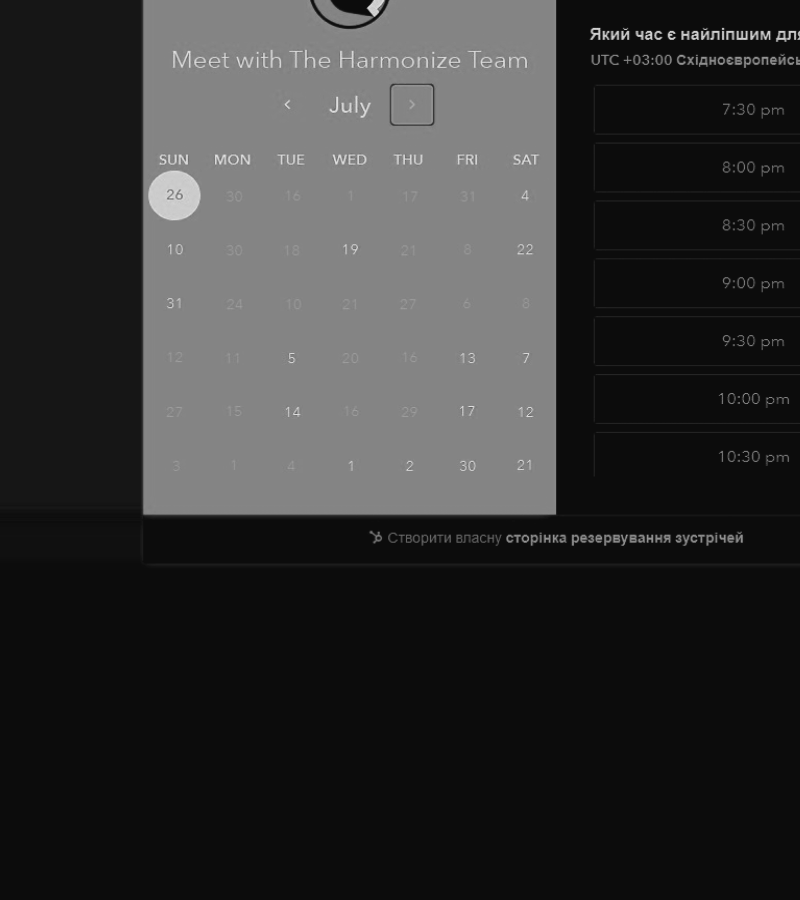 Meet with The Harmonize Team
July
SUN MON TUE WED THU FRI SAT
26 30 16 1 17 31 4
10 30 18 19 21 8 22
31 24 10 21 27 6 8
12 11 5 20 16 13 7
27 15 14 16 29 17 12
3 1 4 1 2 30 21
Який час є найліпшим
UTC +03:00
7:30 pm
8:00 pm
8:30 pm
9:00 pm
9:30 pm
10:00 pm
10:30 pm
Створити власну сторінка резервування зустрічей